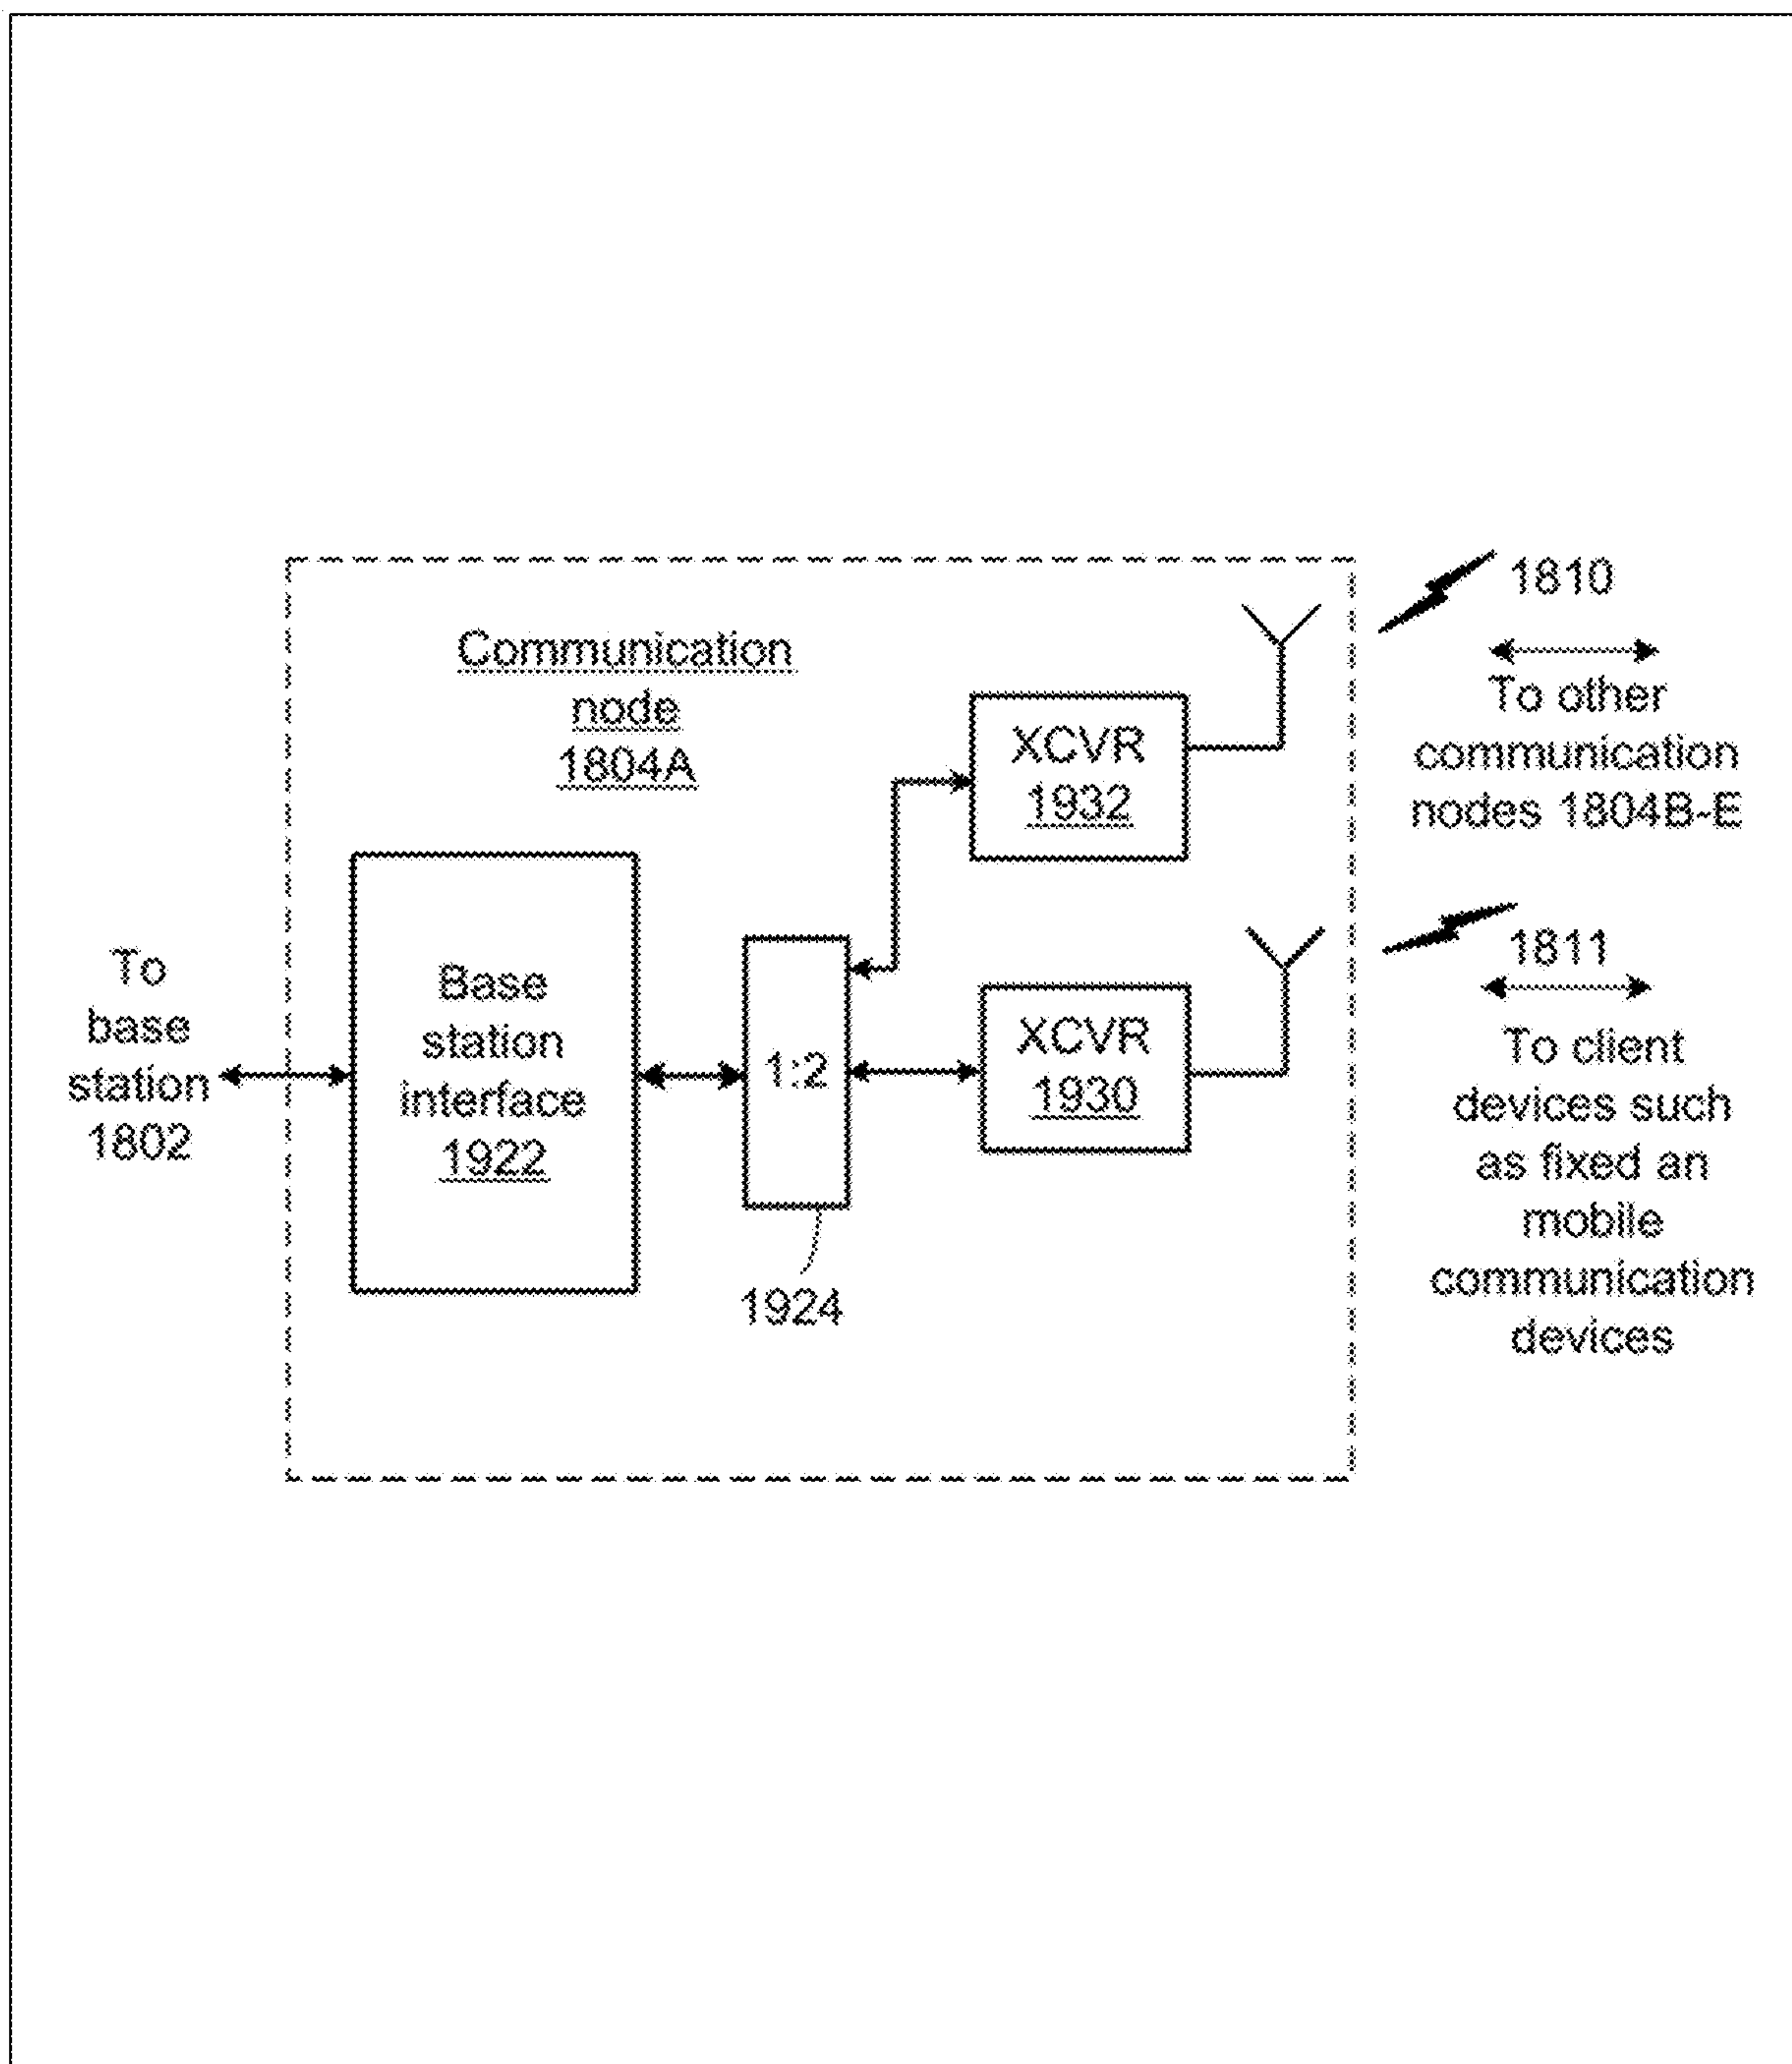 Communication
node
1804A
To
base
station
1802
Base
station
interface
1922
1:2
1924
XCVR
1932
XCVR
1930
1810
To other
communication
nodes 1804B-E
1811
To client
devices such
as fixed an
mobile
communication
devices